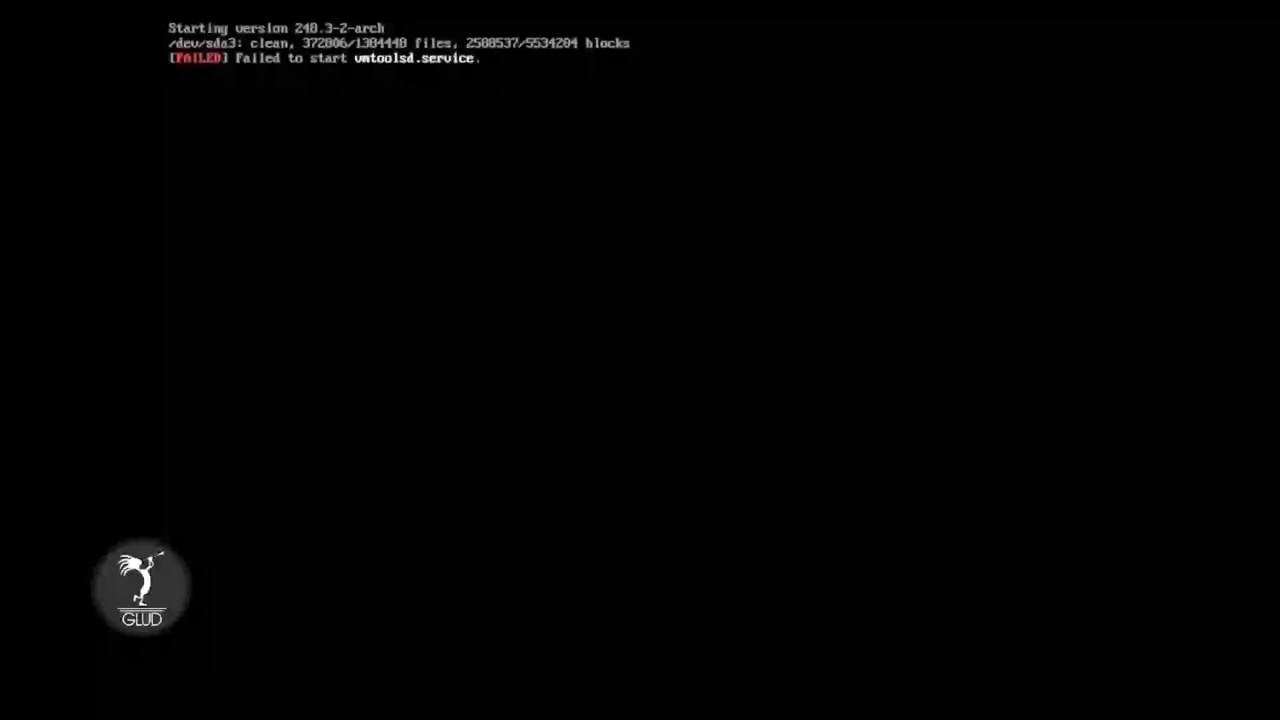 Starting version 248.3-2-arch
/dev/sda3: clean, 372806/1384448 files, 2508537/5534204 blocks
[FAILED] Failed to start vmtoolsd.service.
GLUD